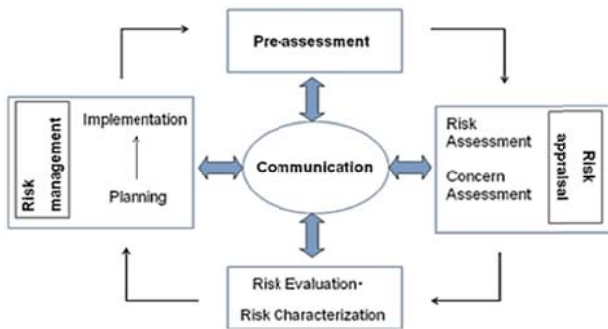 Pre-assessment
Risk
management
Implementation
Planning
Communication
Risk
Assessment
Concern
Assessment
Risk
appraisal
Risk Evaluation·
Risk Characterization